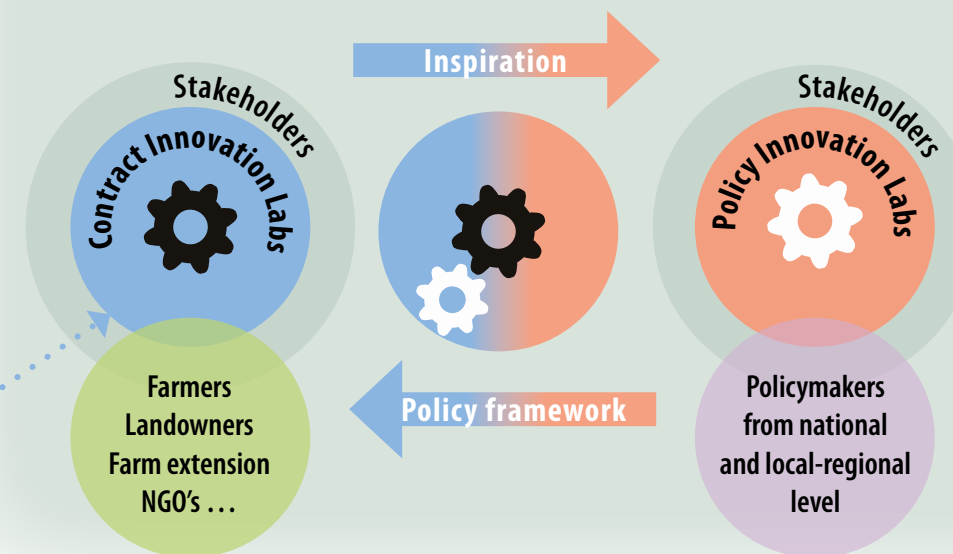 Inspiration
Stakeholders
Contract Innovation Labs
Stakeholders
Policy Innovation Labs
Farmers
Landowners
Farm extension
NGO's ...
Policy framework
Policymakers
from national
and local-regional
level